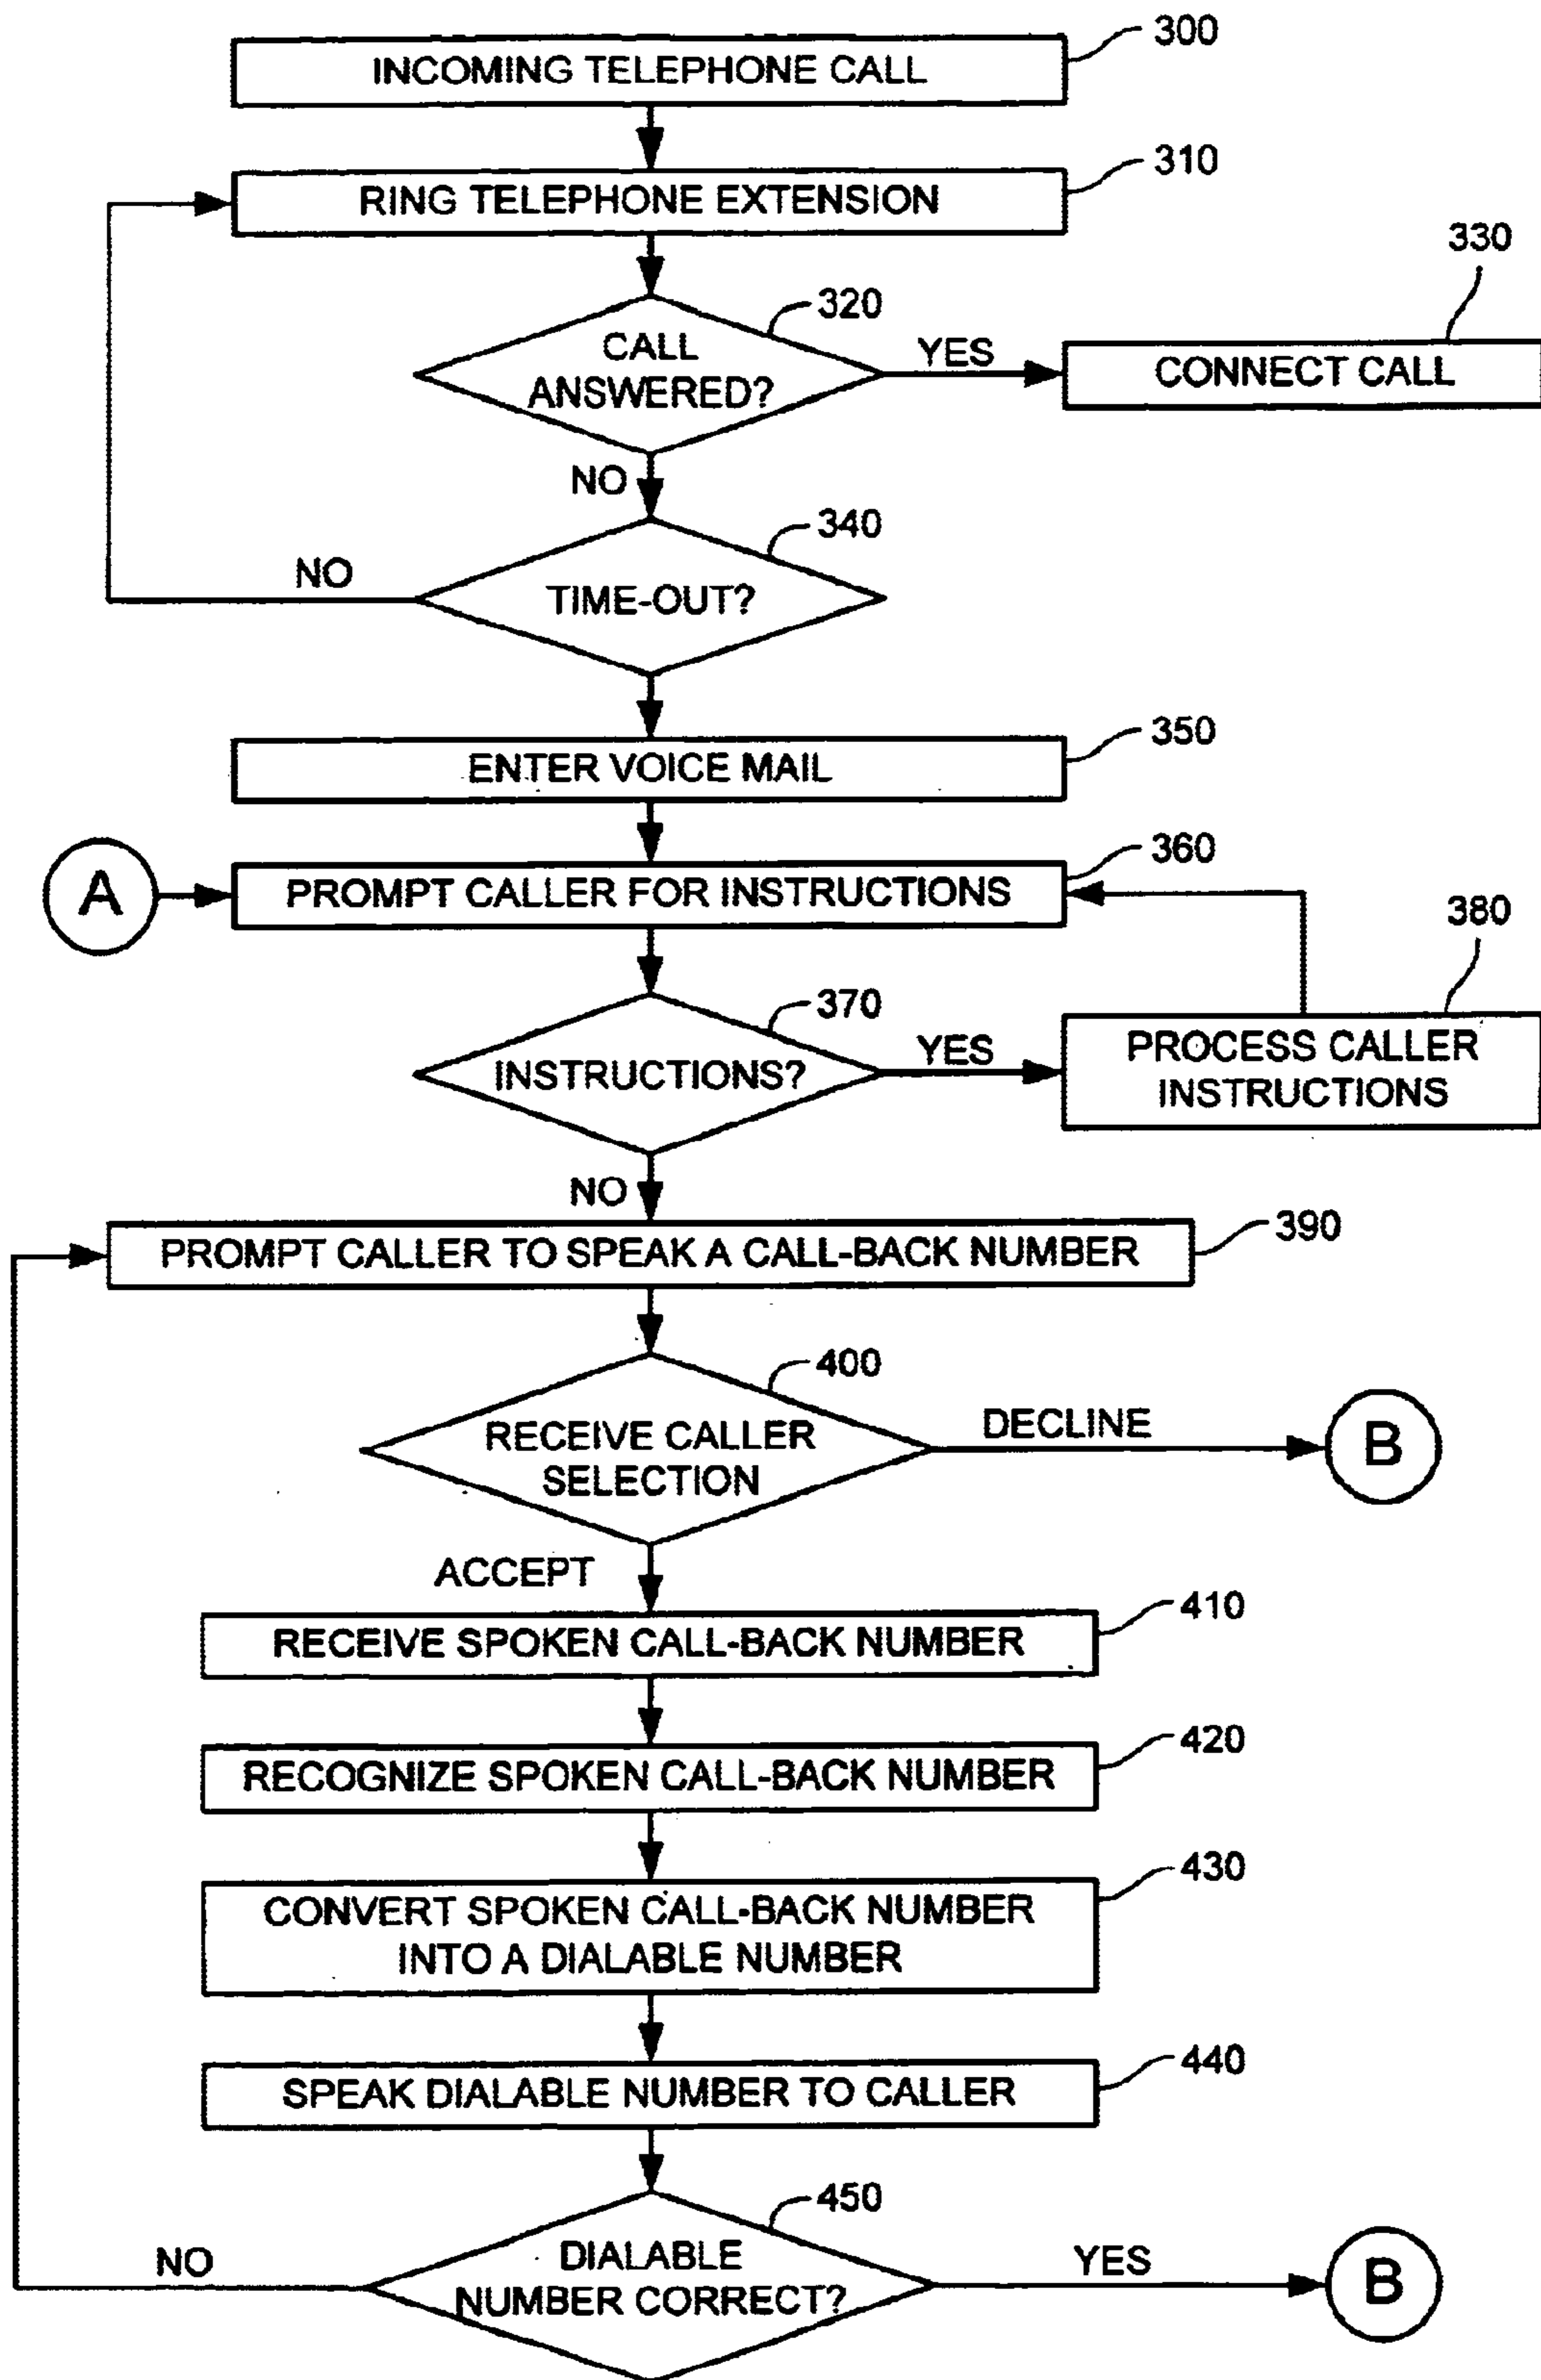 300
INCOMING TELEPHONE CALL
310
RING TELEPHONE EXTENSION
330
320
CALL
ANSWERED?
YES
CONNECT CALL
NO
340
NO
TIME-OUT?
350
ENTER VOICE MAIL
360
A
PROMPT CALLER FOR INSTRUCTIONS
380
370
INSTRUCTIONS?
YES
PROCESS CALLER
INSTRUCTIONS
NO
390
PROMPT CALLER TO SPEAK A CALL-BACK NUMBER
400
RECEIVE CALLER
SELECTION
DECLINE
B
ACCEPT
410
RECEIVE SPOKEN CALL-BACK NUMBER
420
RECOGNIZE SPOKEN CALL-BACK NUMBER
430
CONVERT SPOKEN CALL-BACK NUMBER
INTO A DIALABLE NUMBER
440
SPEAK DIALABLE NUMBER TO CALLER
450
NO
DIALABLE
NUMBER CORRECT?
YES
B